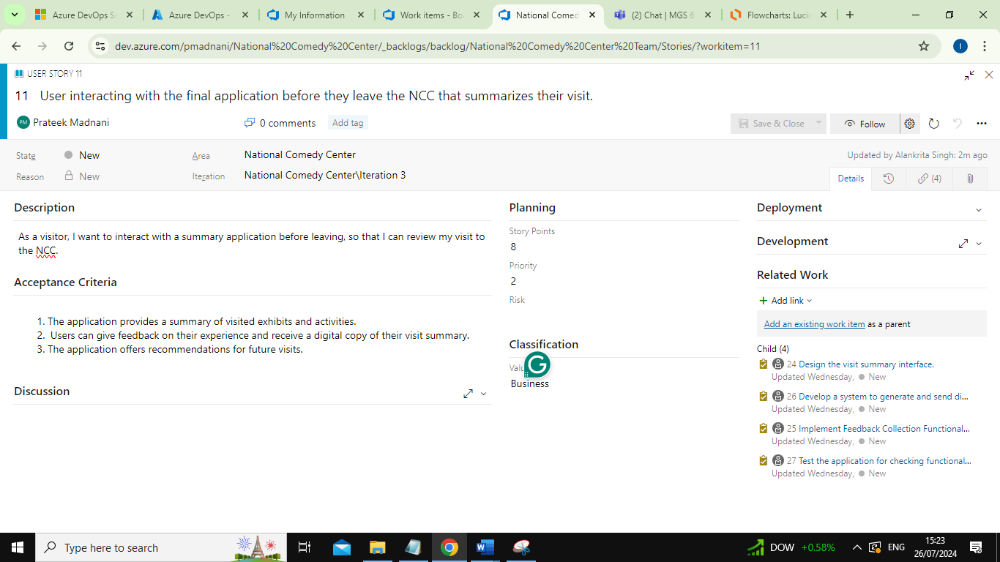 Azure DevOps Se
Azure DevOps -
My Information
Work items - Bo
National Comed
(2) Chat | MGS 6
Flowcharts: Lucid
dev.azure.com/pmadnani/National%20Comedy%20Center/_backlogs/backlog/National%20Comedy%20Center%20Team/Stories/?workitem=11
I
USER STORY 11
11 User interacting with the final application before they leave the NCC that summarizes their visit.
PM Prateek Madnani
0 comments
Add tag
Save & Close
Follow
State
New
Area
National Comedy Center
Updated by Alankrita Singh: 2m ago
Reason
New
Iteration
National Comedy Center\Iteration 3
Details
(4)
Description
As a visitor, I want to interact with a summary application before leaving, so that I can review my visit to
the NCC.
Acceptance Criteria
1. The application provides a summary of visited exhibits and activities.
2. Users can give feedback on their experience and receive a digital copy of their visit summary.
3. The application offers recommendations for future visits.
Discussion
Planning
Story Points
8
Priority
2
Risk
Classification
Valu
G
Business
Deployment
Development
Related Work
+ Add link
Add an existing work item as a parent
Child (4)
24 Design the visit summary interface.
Updated Wednesday, New
26 Develop a system to generate and send di...
Updated Wednesday, New
25 Implement Feedback Collection Functional...
Updated Wednesday, New
27 Test the application for checking functional...
Updated Wednesday, New
Type here to search
W
DOW +0.58%
ENG
15:23
26/07/2024